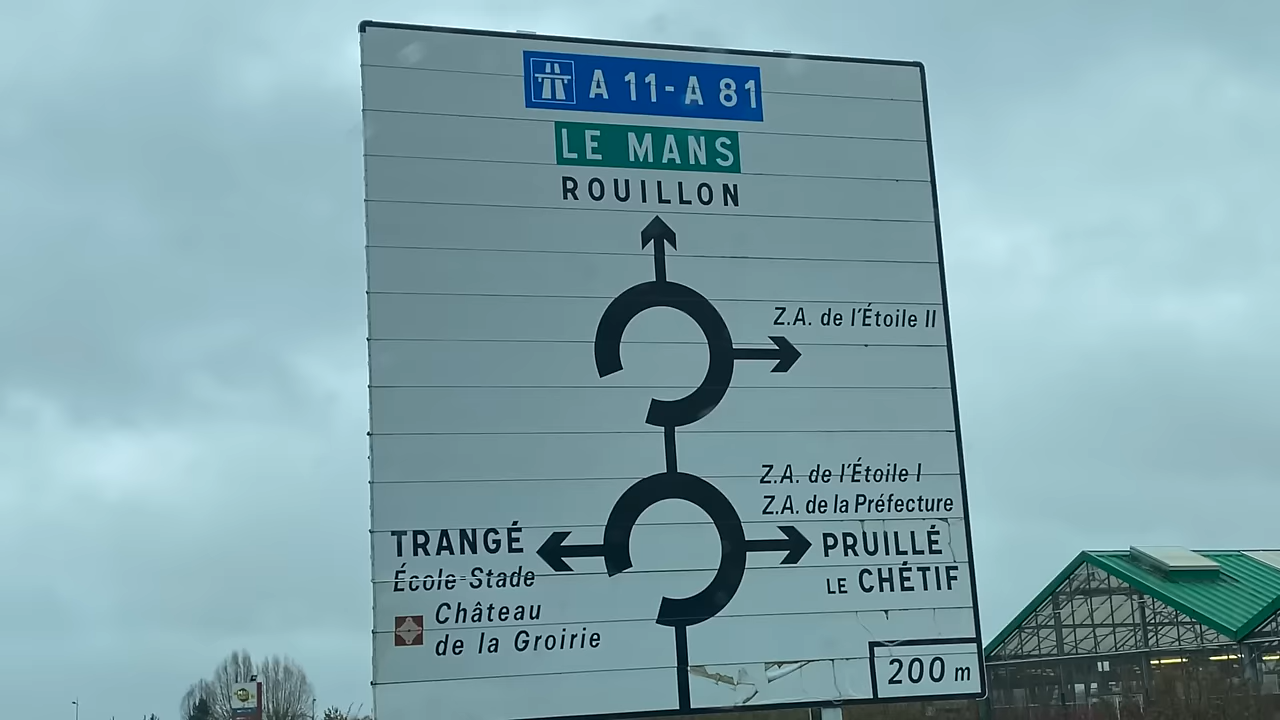 A 11-A 81
LE MANS
ROUILLON
Z.A. de l'Étoile II
Z.A. de l'Étoile I
Z.A. de la Préfecture
TRANGÉ
École-Stade
Château
de la Groirie
PRUILLÉ
LE CHÉTIF
200 m